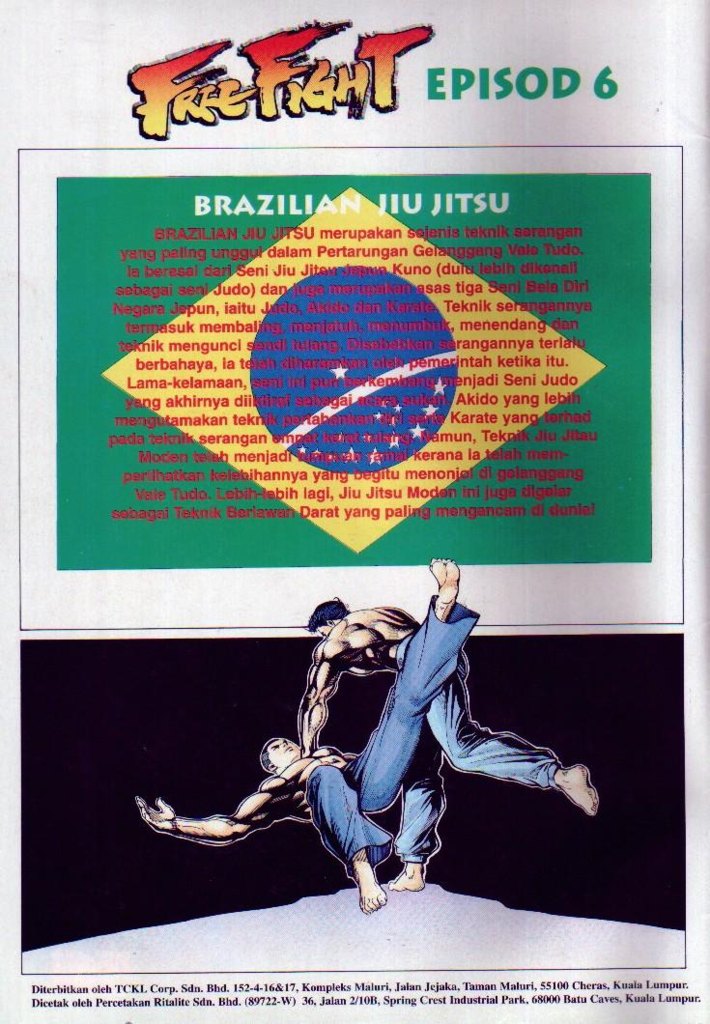 FREE FIGHT EPISOD 6
BRAZILIAN JIU JITSU
BRAZILIAN JIU JITSU merupakan sejenis teknik serangan
yang paling unggul dalam Pertarungan Gelanggang Vale Tudo.
Ia berasal dari Seni Jiu Jitsu Jepun Kuno (dulu lebih dikenali
sebagai seni Judo) dan juga merupakan asas tiga Seni Bela Diri
Negara Jepun, iaitu Judo, Akido dan Karate. Teknik serangannya
termasuk membaling, menjatuh, menumbuk, menendang dan
teknik mengunci sendi tulang. Disebabkan serangannya terlalu
berbahaya, ia telah diharamkan oleh pemerintah ketika itu.
Lama-kelamaan, seni ini pun berkembang menjadi Seni Judo
yang akhirnya diiktiraf sebagai acara sukan. Akido yang lebih
mengutamakan teknik pertahanan diri serta Karate yang terhad
pada teknik serangan empat kerat tulang. Namun, Teknik Jiu Jitsu
Moden telah menjadi tumpuan ramai kerana ia telah mem-
perlihatkan kelebihannya yang begitu menonjol di gelanggang
Vale Tudo. Lebih-lebih lagi, Jiu Jitsu Moden ini juga digelar
sebagai Teknik Berlawan Darat yang paling mengancam di dunia!
Diterbitkan oleh TCKL Corp. Sdn. Bhd. 152-4-16&17, Kompleks Maluri, Jalan Jejaka, Taman Maluri, 55100 Cheras, Kuala Lumpur.
Dicetak oleh Percetakan Ritalite Sdn. Bhd. (89722-W) 36, Jalan 2/10B, Spring Crest Industrial Park, 68000 Batu Caves, Kuala Lumpur.